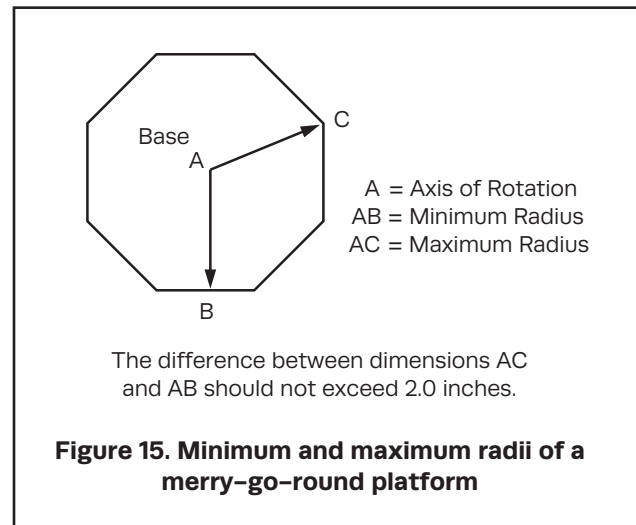 C
Base
A
A = Axis of Rotation
AB = Minimum Radius
AC = Maximum Radius
B
The difference between dimensions AC
and AB should not exceed 2.0 inches.
Figure 15. Minimum and maximum radii of a
merry-go-round platform